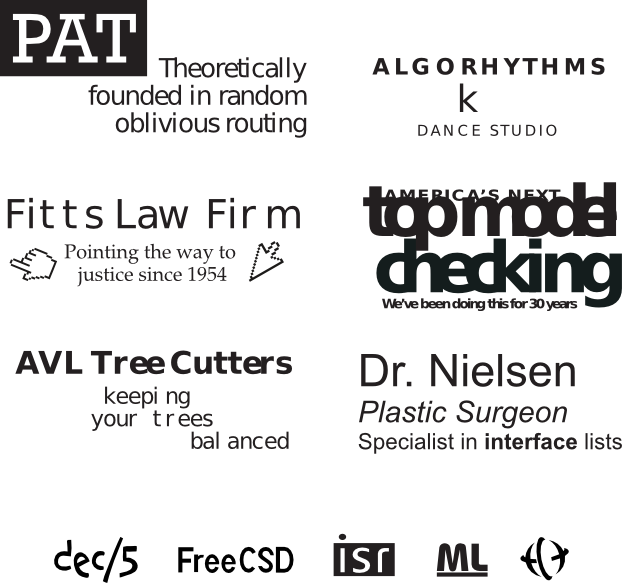 PAT
Theoretically
founded in random
oblivious routing
ALGORHYTHMS
k
DANCE STUDIO
Fitts Law Firm
Pointing the way to
justice since 1954
AMERICA'S NEXT
top model
checking
We've been doing this for 30 years
AVL Tree Cutters
keeping
your trees
balanced
Dr. Nielsen
Plastic Surgeon
Specialist in interface lists
dec/5
FreeCSD
isr
ML